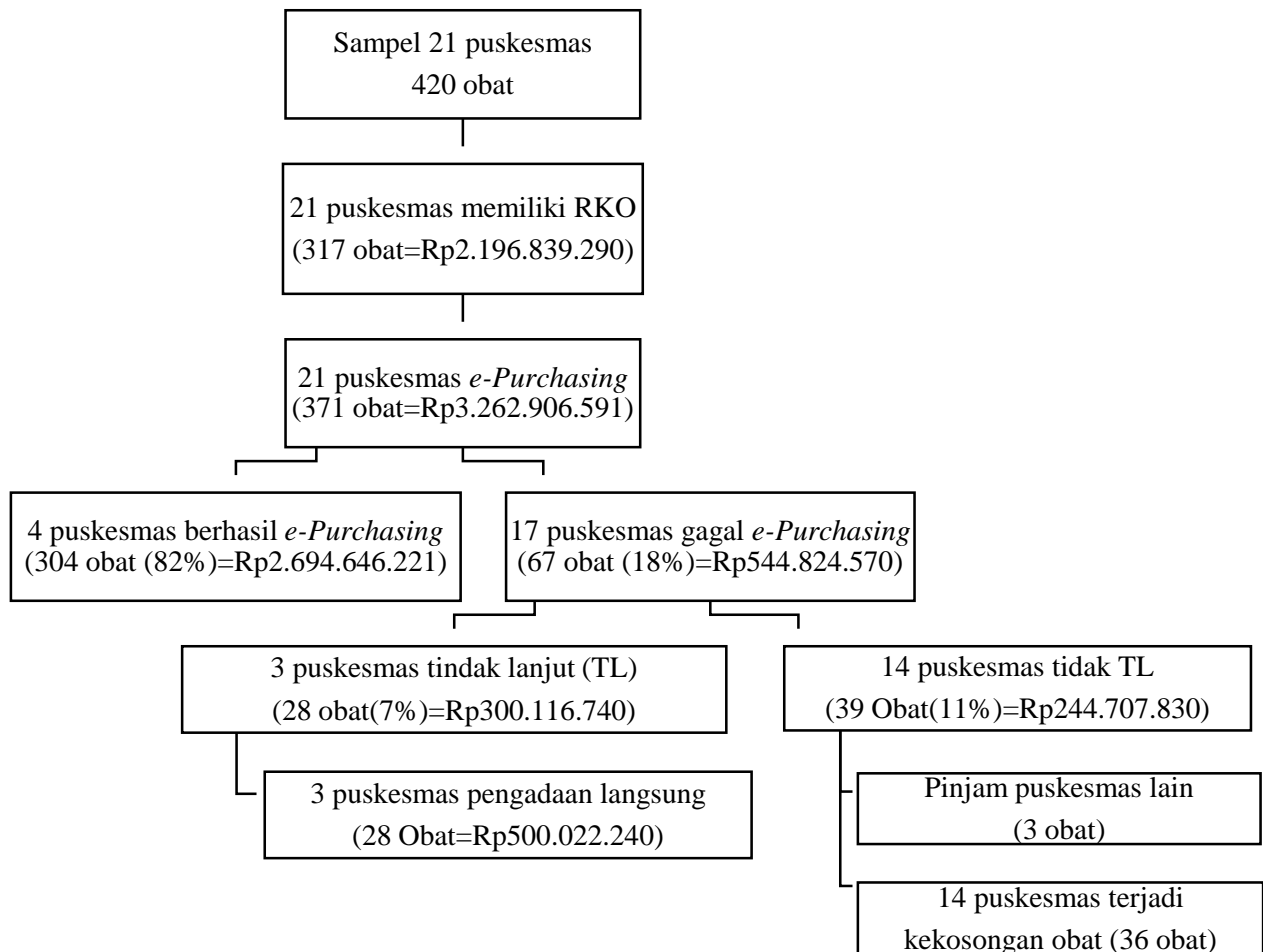 Sampel 21 puskesmas
420 obat
21 puskesmas memiliki RKO
(317 obat=Rp2.196.839.290)
21 puskesmas e-Purchasing
(371 obat=Rp3.262.906.591)
4 puskesmas berhasil e-Purchasing
(304 obat (82%)=Rp2.694.646.221)
17 puskesmas gagal e-Purchasing
(67 obat (18%)=Rp544.824.570)
3 puskesmas tindak lanjut (TL)
(28 obat(7%)=Rp300.116.740)
14 puskesmas tidak TL
(39 Obat(11%)=Rp244.707.830)
3 puskesmas pengadaan langsung
(28 Obat=Rp500.022.240)
Pinjam puskesmas lain
(3 obat)
14 puskesmas terjadi
kekosongan obat (36 obat)